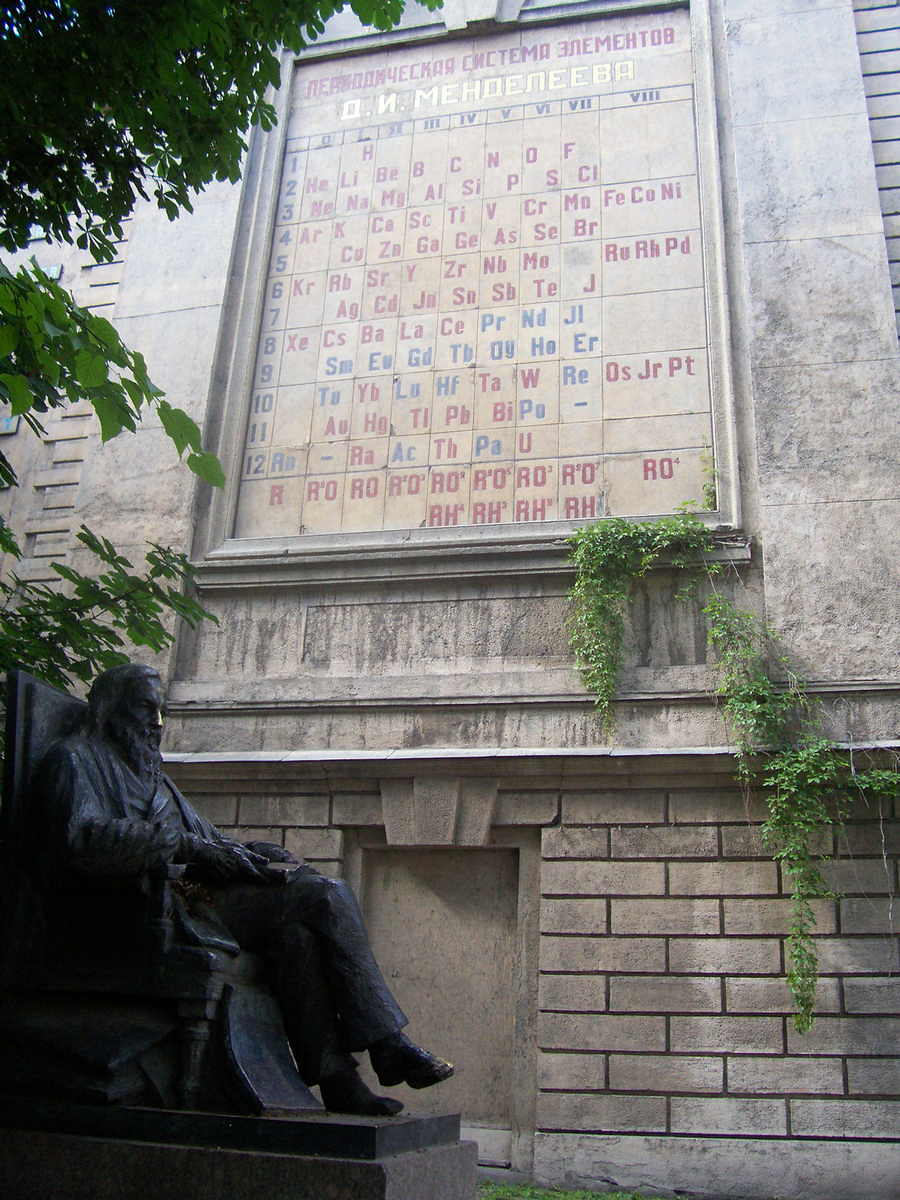 ПЕРИОДИЧЕСКАЯ СИСТЕМА ЭЛЕМЕНТОВ
Д. И. МЕНДЕЛЕЕВА
0 I II III IV V VI VII VIII
1 H
2 He Li Be B C N O F
3 Ne Na Mg Al Si P S Cl
4 Ar K Ca Sc Ti V Cr Mn Fe Co Ni
5 Cu Zn Ga Ge As Se Br
6 Kr Rb Sr Y Zr Nb Mo Ru Rh Pd
7 Ag Cd Jn Sn Sb Te J
8 Xe Cs Ba La Ce Pr Nd Jl
9 Sm Eu Gd Tb Dy Ho Er
10 Tu Yb Lu Hf Ta W Re Os Jr Pt
11 Au Hg Tl Pb Bi Po –
12 Rn – Ra Ac Th Pa U
R R²O RO R²O³ RO² R²O⁵ RO³ R²O⁷ RO⁴
RH⁴ RH³ RH² RH